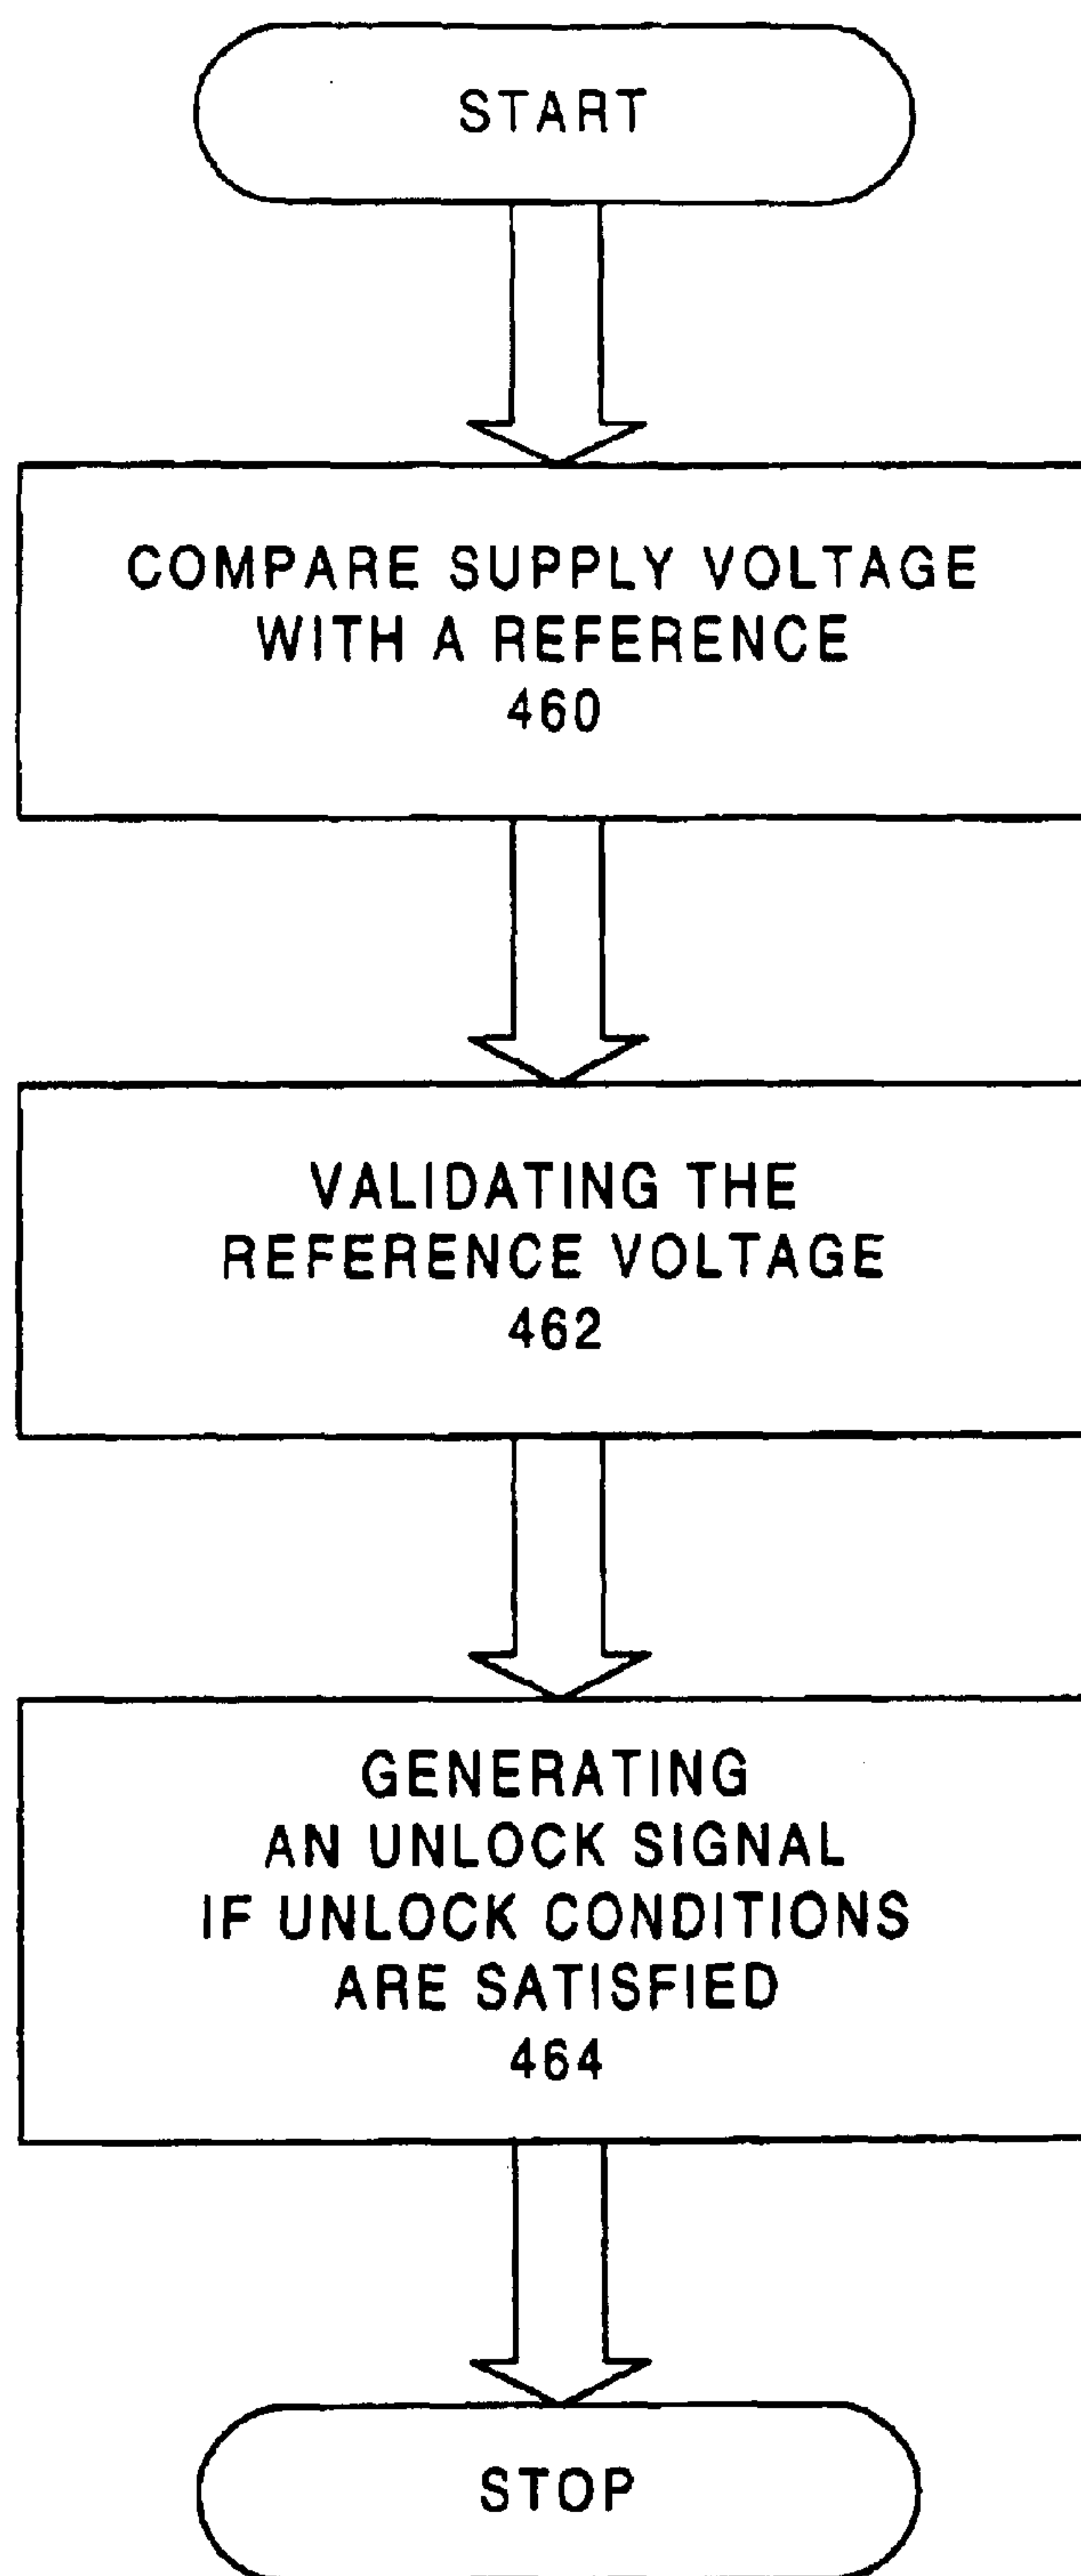 START
COMPARE SUPPLY VOLTAGE
WITH A REFERENCE
460
VALIDATING THE
REFERENCE VOLTAGE
462
GENERATING
AN UNLOCK SIGNAL
IF UNLOCK CONDITIONS
ARE SATISFIED
464
STOP